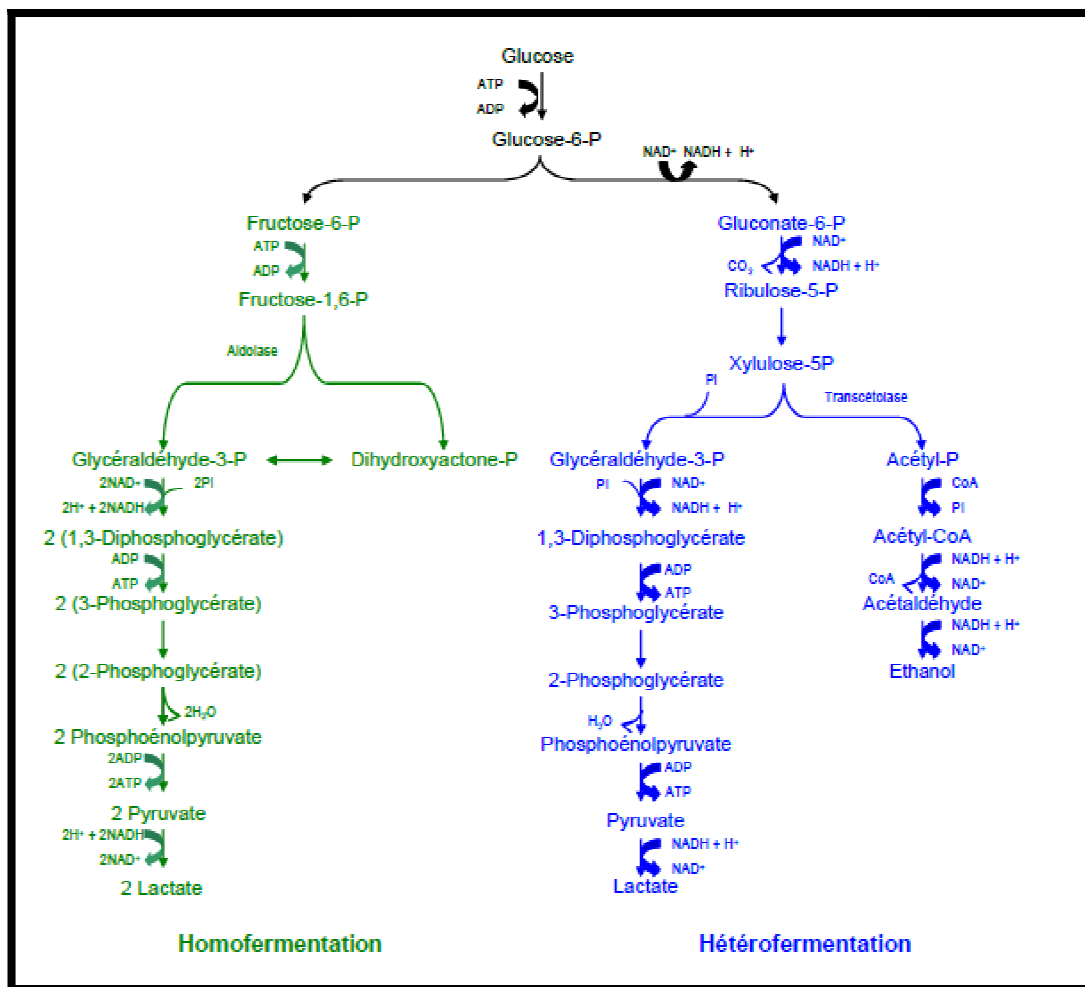 Glucose
ATP
ADP
Glucose-6-P
NAD⁺ NADH + H⁺
Fructose-6-P
ATP
ADP
Fructose-1,6-P
Aldolase
Glycéraldéhyde-3-P
Dihydroxyactone-P
2NAD⁺
2PI
2H⁺ + 2NADH
2 (1,3-Diphosphoglycérate)
ADP
ATP
2 (3-Phosphoglycérate)
2 (2-Phosphoglycérate)
2H₂O
2 Phosphoénolpyruvate
2ADP
2ATP
2 Pyruvate
2H⁺ + 2NADH
2NAD⁺
2 Lactate
Homofermentation
Gluconate-6-P
NAD⁺
CO₂
NADH + H⁺
Ribulose-5-P
Xylulose-5P
PI
Transcétolase
Glycéraldéhyde-3-P
PI
NAD⁺
NADH + H⁺
1,3-Diphosphoglycérate
ADP
ATP
3-Phosphoglycérate
2-Phosphoglycérate
H₂O
Phosphoénolpyruvate
ADP
ATP
Pyruvate
NADH + H⁺
NAD⁺
Lactate
Acétyl-P
CoA
PI
Acétyl-CoA
NADH + H⁺
CoA
NAD⁺
Acétaldéhyde
NADH + H⁺
NAD⁺
Ethanol
Hétérofermentation